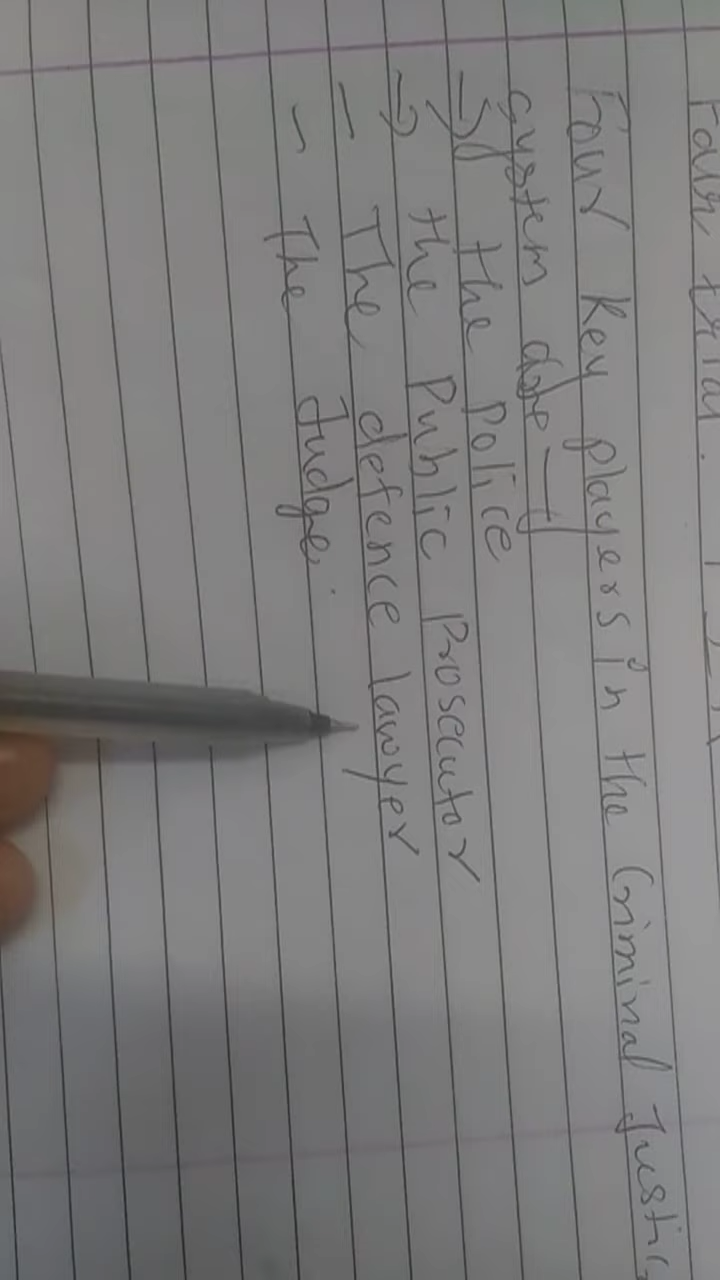 Four Key players in the Criminal Justic
system are -
→ the police
→ the Public Prosecutor
- The defence lawyer
- The Judge.